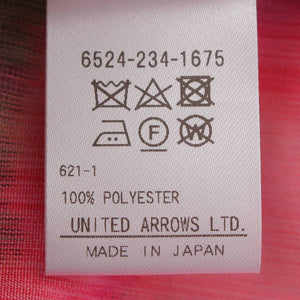 6524-234-1675
F
W
621-1
100% POLYESTER
UNITED ARROWS LTD.
MADE IN JAPAN